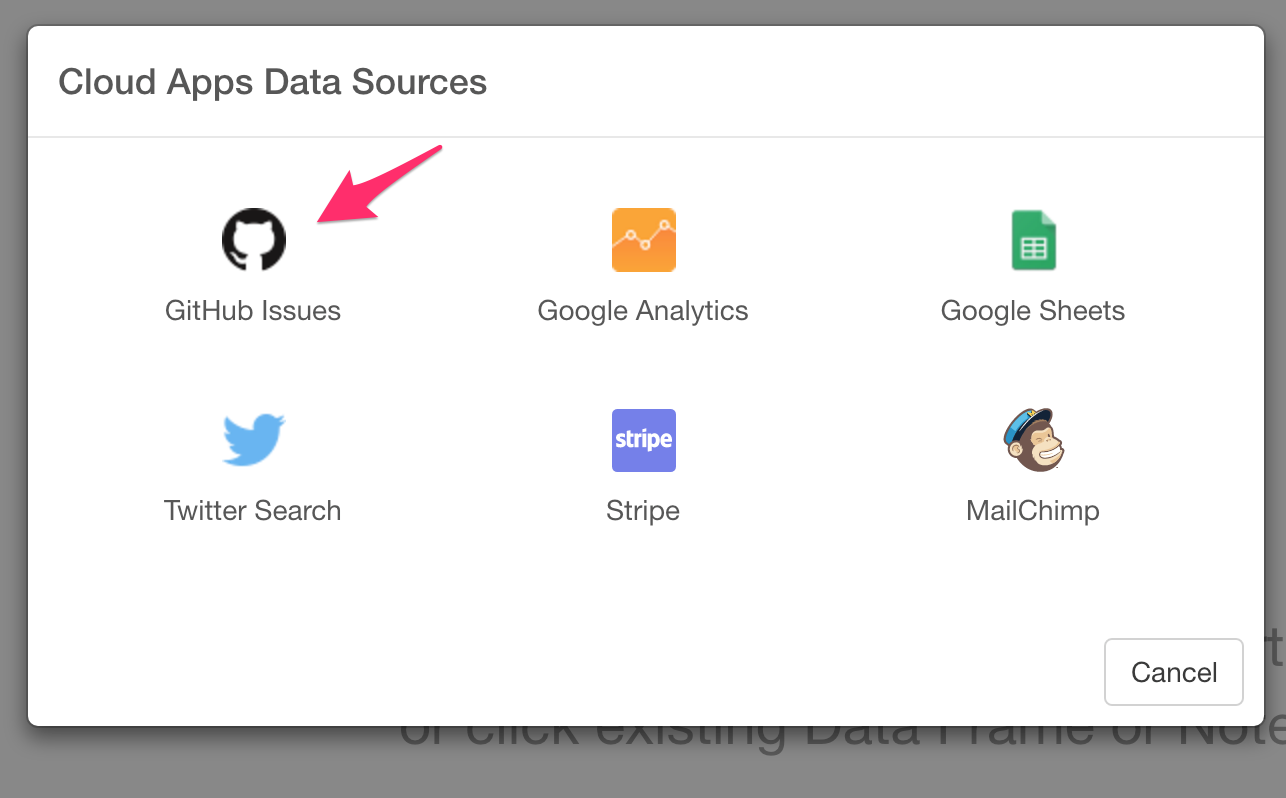 Cloud Apps Data Sources
GitHub Issues
Google Analytics
Google Sheets
stripe
Twitter Search
Stripe
MailChimp
Cancel
or click existing Data Frame or Note